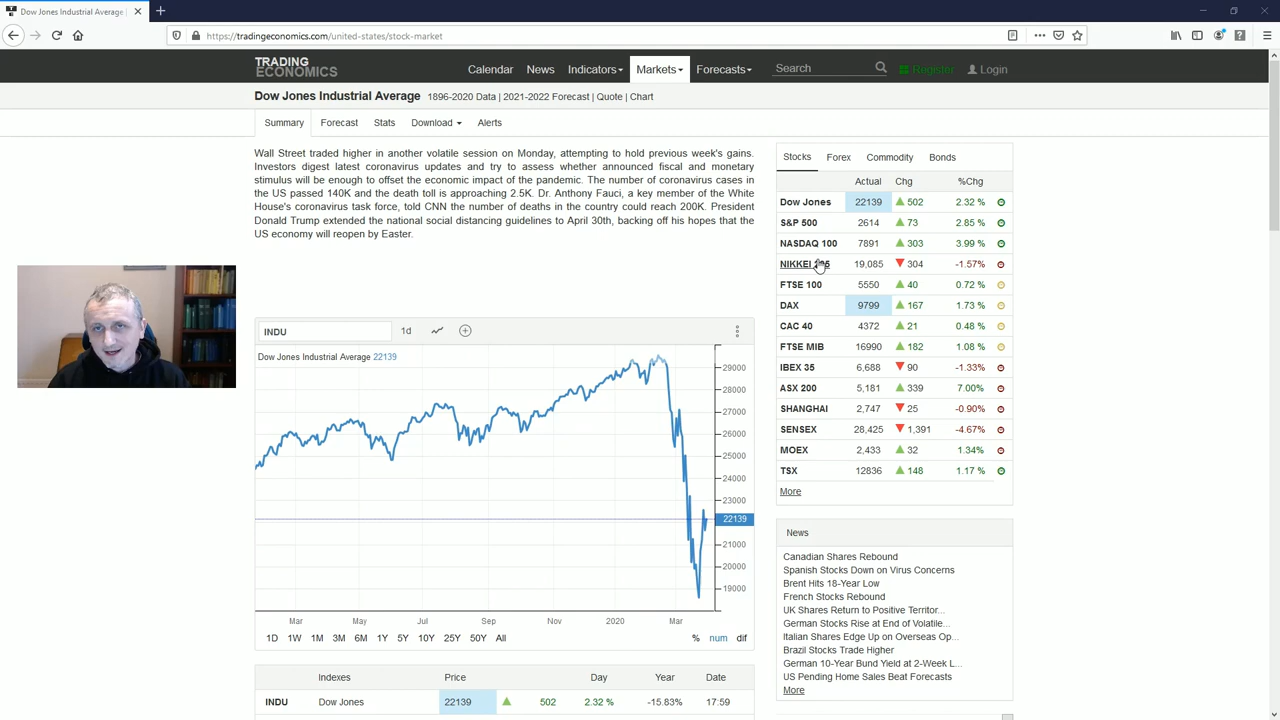 Dow Jones Industrial Average |
https://tradingeconomics.com/united-states/stock-market
TRADING
ECONOMICS
Calendar News Indicators Markets Forecasts Search Register Login
Dow Jones Industrial Average 1896-2020 Data | 2021-2022 Forecast | Quote | Chart
Summary Forecast Stats Download Alerts
Wall Street traded higher in another volatile session on Monday, attempting to hold previous week's gains.
Investors digest latest coronavirus updates and try to assess whether announced fiscal and monetary
stimulus will be enough to offset the economic impact of the pandemic. The number of coronavirus cases in
the US passed 140K and the death toll is approaching 2.5K. Dr. Anthony Fauci, a key member of the White
House's coronavirus task force, told CNN the number of deaths in the country could reach 200K. President
Donald Trump extended the national social distancing guidelines to April 30th, backing off his hopes that the
US economy will reopen by Easter.
Stocks Forex Commodity Bonds
Actual Chg %Chg
Dow Jones 22139 502 2.32 %
S&P 500 2614 73 2.85 %
NASDAQ 100 7891 303 3.99 %
NIKKEI 19,085 304 -1.57%
FTSE 100 5550 40 0.72 %
DAX 9799 167 1.73 %
CAC 40 4372 21 0.48 %
FTSE MIB 16990 182 1.08 %
IBEX 35 6,688 90 -1.33%
ASX 200 5,181 339 7.00%
SHANGHAI 2,747 25 -0.90%
SENSEX 28,425 1,391 -4.67%
MOEX 2,433 32 1.34%
TSX 12836 148 1.17 %
More
INDU 1d
Dow Jones Industrial Average 22139
29000
28000
27000
26000
25000
24000
23000
22139
21000
20000
19000
Mar May Jul Sep Nov 2020 Mar
1D 1W 1M 3M 6M 1Y 5Y 10Y 25Y 50Y All % num dif
News
Canadian Shares Rebound
Spanish Stocks Down on Virus Concerns
Brent Hits 18-Year Low
French Stocks Rebound
UK Shares Return to Positive Territor...
German Stocks Rise at End of Volatile...
Italian Shares Edge Up on Overseas Op...
Brazil Stocks Trade Higher
German 10-Year Bund Yield at 2-Week L...
US Pending Home Sales Beat Forecasts
More
Indexes Price Day Year Date
INDU Dow Jones 22139 502 2.32 % -15.83% 17:59